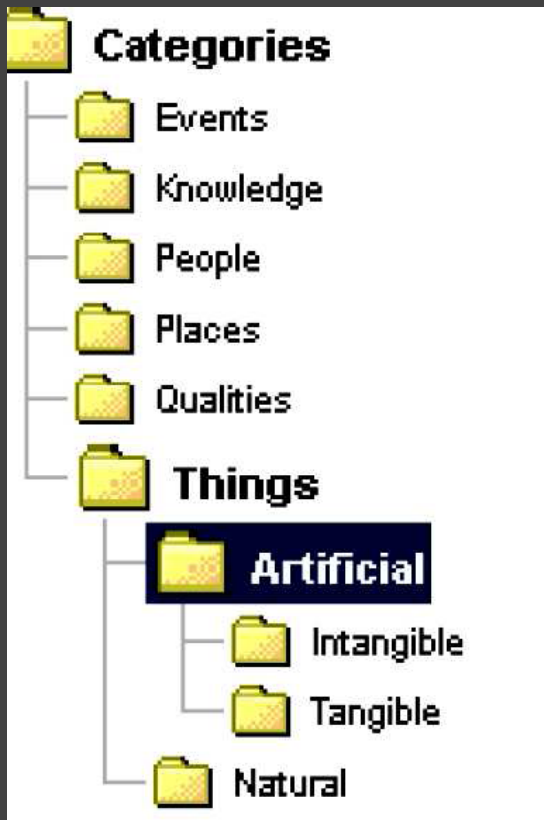 Categories
Events
Knowledge
People
Places
Qualities
Things
Artificial
Intangible
Tangible
Natural